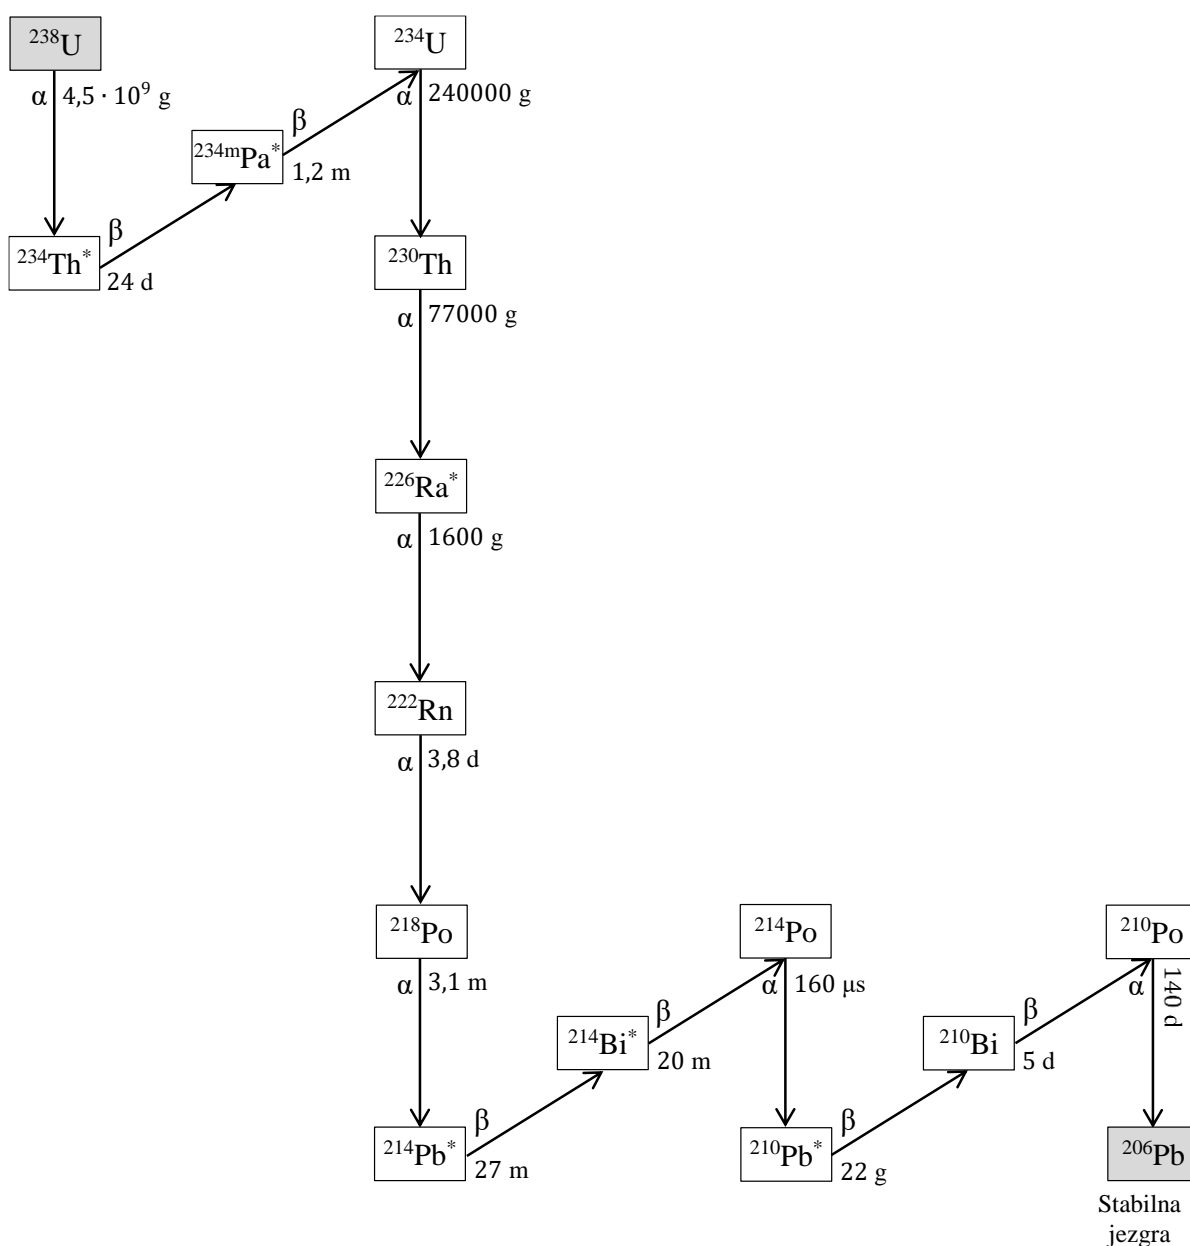 ²³⁸U
²³⁴U
α 4,5 · 10⁹ g
α 240000 g
β
²³⁴ᵐPa*
1,2 m
β
²³⁴Th*
24 d
²³⁰Th
α 77000 g
²²⁶Ra*
α 1600 g
²²²Rn
α 3,8 d
²¹⁸Po
²¹⁴Po
²¹⁰Po
α 3,1 m
α 160 μs
α 140 d
β
²¹⁴Bi*
20 m
β
²¹⁰Bi
5 d
β
²¹⁴Pb*
27 m
β
²¹⁰Pb*
22 g
²⁰⁶Pb
Stabilna
jezgra